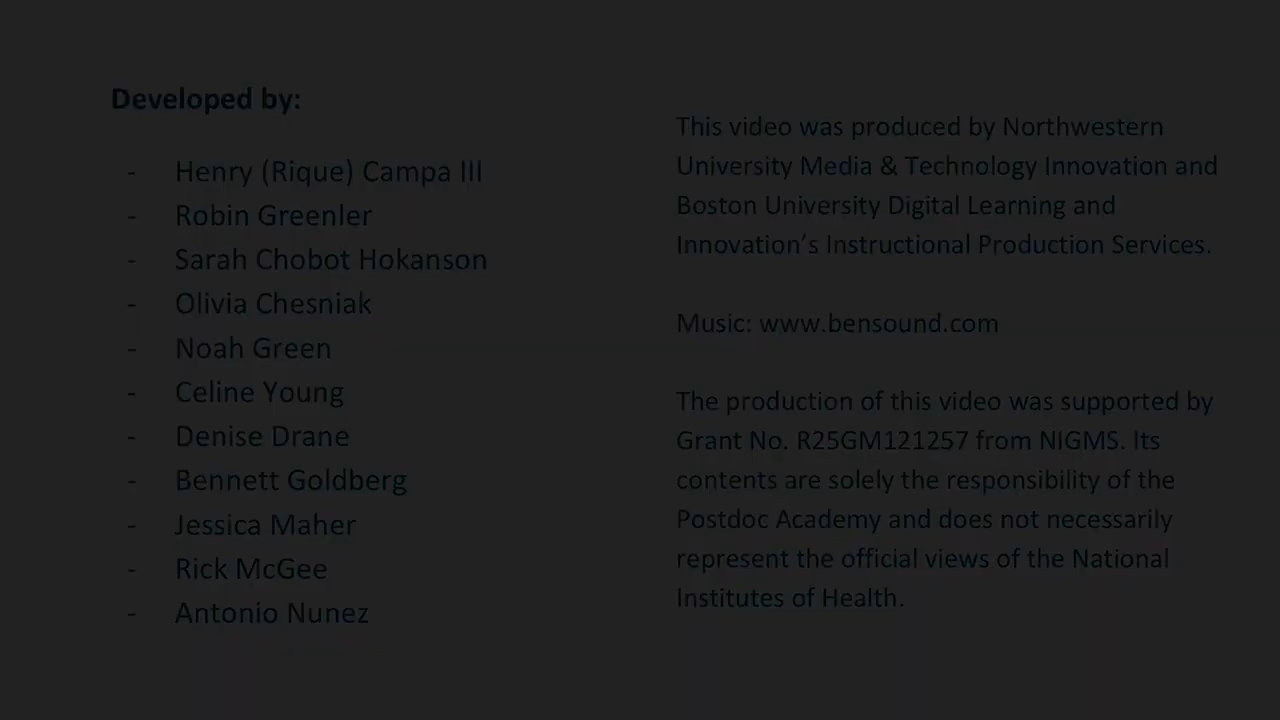 Developed by:
- Henry (Rique) Campa III
- Robin Greenler
- Sarah Chobot Hokanson
- Olivia Chesniak
- Noah Green
- Celine Young
- Denise Drane
- Bennett Goldberg
- Jessica Maher
- Rick McGee
- Antonio Nunez
This video was produced by Northwestern
University Media & Technology Innovation and
Boston University Digital Learning and
Innovation’s Instructional Production Services.
Music: www.bensound.com
The production of this video was supported by
Grant No. R25GM121257 from NIGMS. Its
contents are solely the responsibility of the
Postdoc Academy and does not necessarily
represent the official views of the National
Institutes of Health.